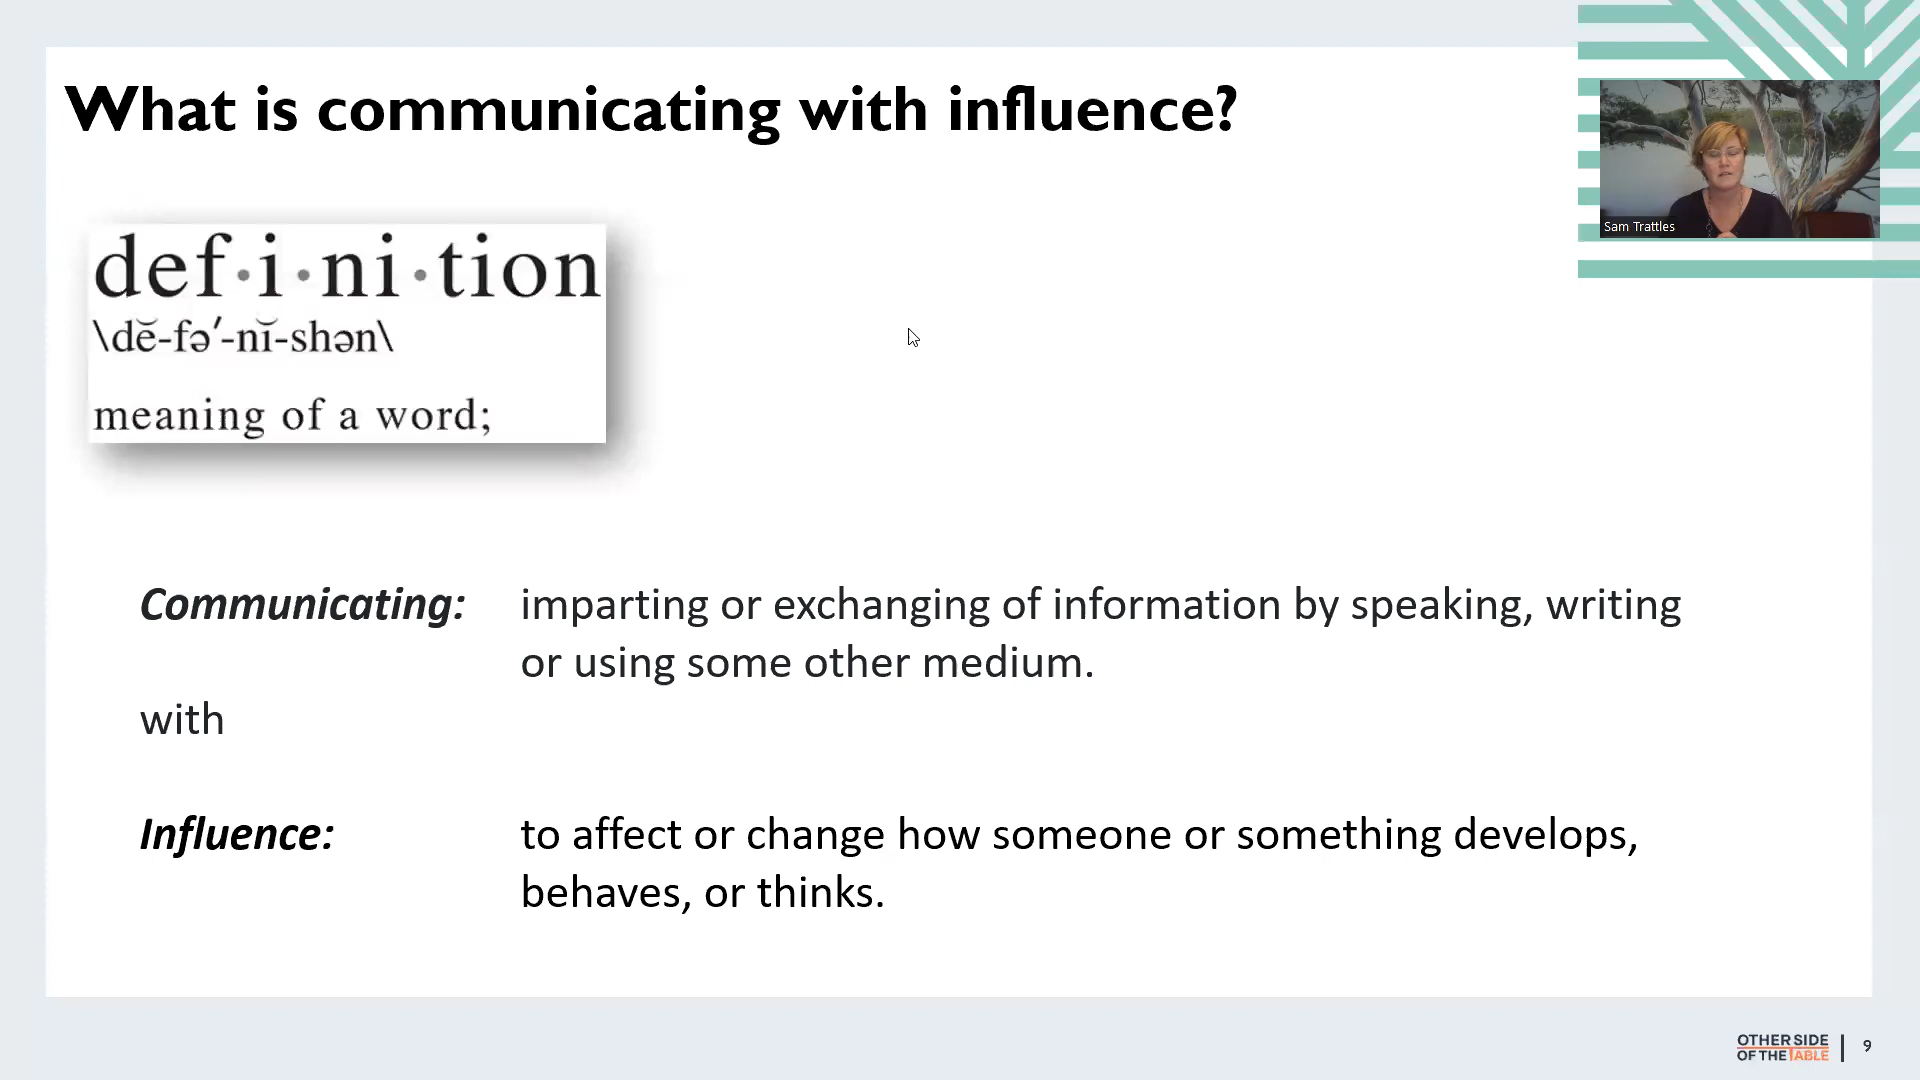 What is communicating with influence?
Sam Trattles
def·i·ni·tion
\dĕ-fə′-nĭ-shən\
meaning of a word;
Communicating: imparting or exchanging of information by speaking, writing
or using some other medium.
with
Influence: to affect or change how someone or something develops,
behaves, or thinks.
OTHER SIDE
OF THE TABLE
9